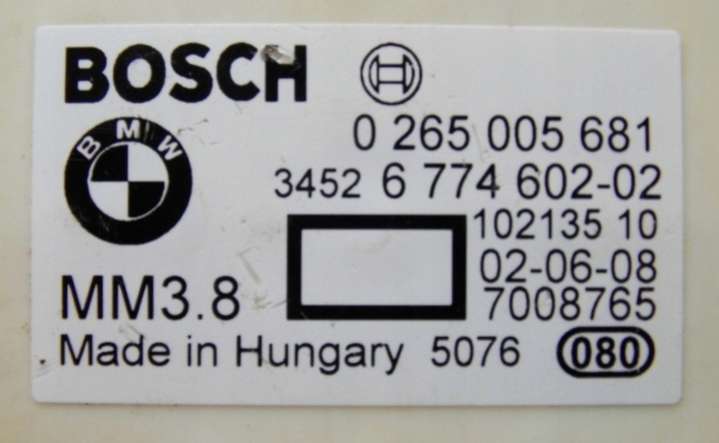 BOSCH
BMW
0 265 005 681
3452 6 774 602-02
102135 10
02-06-08
MM3.8
7008765
Made in Hungary 5076 080